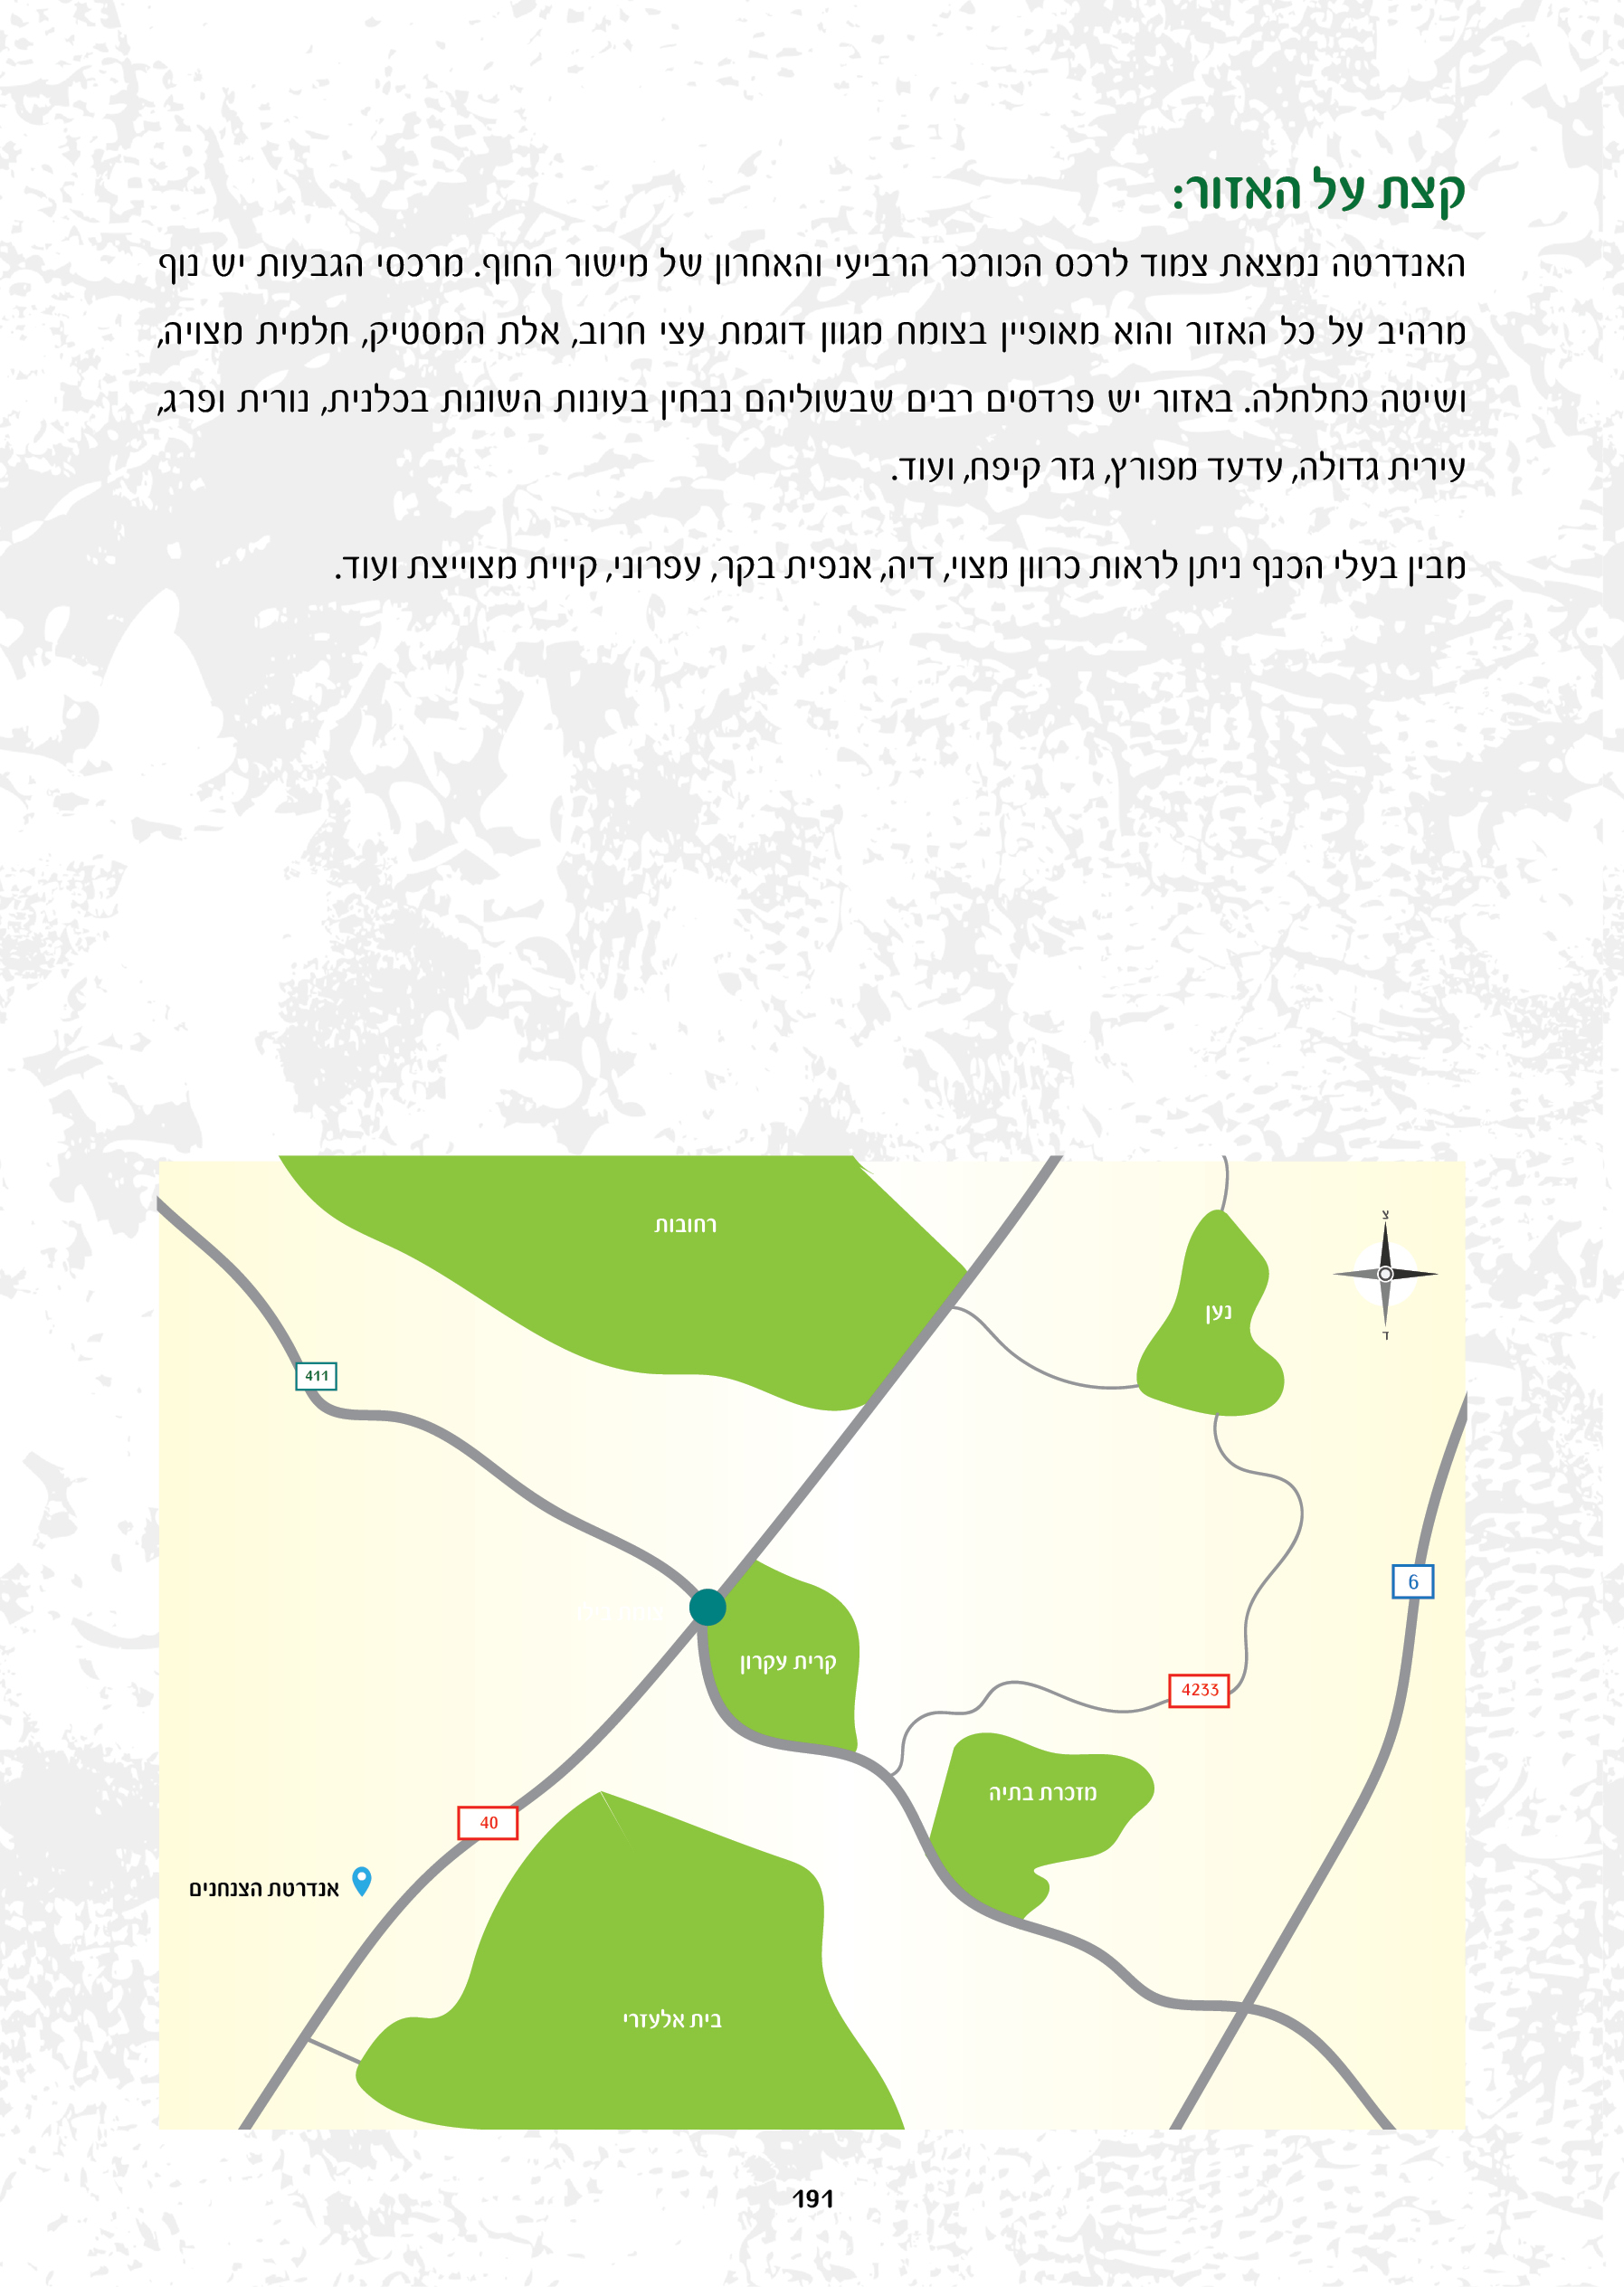 קצת על האזור:
האנדרטה נמצאת צמוד לרכס הכורכר הרביעי והאחרון של מישור החוף. מרכסי הגבעות יש נוף
מרהיב על כל האזור והוא מאופיין בצומח מגוון דוגמת עצי חרוב, אלת המסטיק, חלמית מצויה,
ושיטה כחלחלה. באזור יש פרדסים רבים שבשוליהם נבחין בעונות השונות בכלנית, נורית ופרג,
עירית גדולה, עדעד מפורץ, גזר קיפח, ועוד.
מבין בעלי הכנף ניתן לראות כרוון מצוי, דיה, אנפית בקר, עפרוני, קיוית מצוייצת ועוד.
צ
רחובות
נען
ד
411
6
קרית עקרון
4233
מזכרת בתיה
40
אנדרטת הצנחנים
בית אלעזרי
191